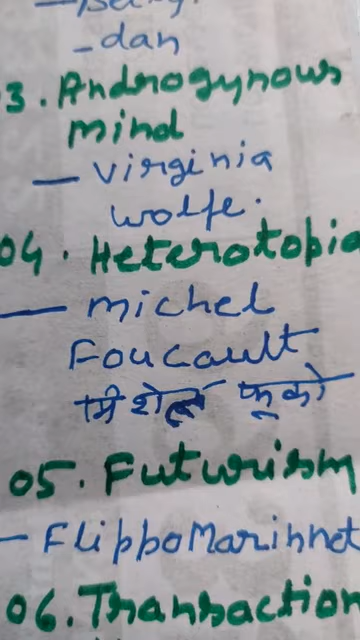 -dan
3. Androgynous
mind
— Virginia
wolfe.
04. Heterotopia
— michel
Foucault
मिशेल फूको
05. Futurism
- FlippoMarinnet
06. Transaction